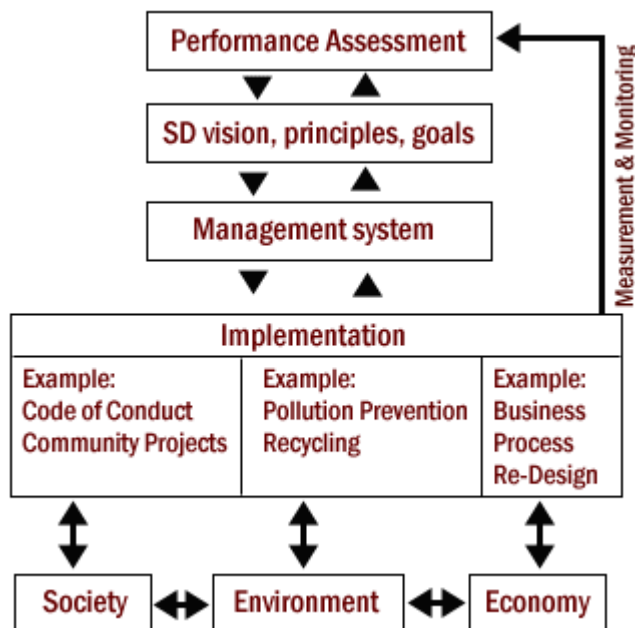 Performance Assessment
SD vision, principles, goals
Management system
Measurement & Monitoring
Implementation
Example:
Code of Conduct
Community Projects
Example:
Pollution Prevention
Recycling
Example:
Business
Process
Re-Design
Society
Environment
Economy